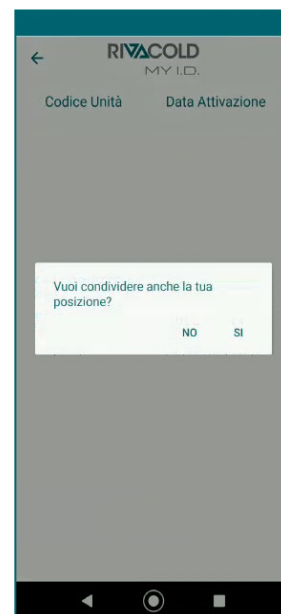 RIVACOLD
MY I.D.
Codice Unità Data Attivazione
Vuoi condividere anche la tua
posizione?
NO SI